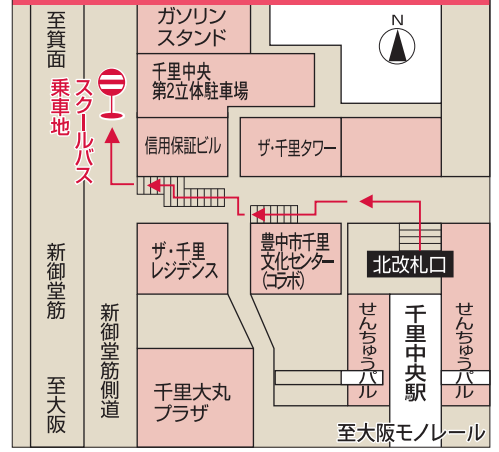 至箕面
ガソリン
スタンド
N
千里中央
第2立体駐車場
スクールバス
乗車地
信用保証ビル
ザ・千里タワー
新御堂筋
ザ・千里
レジデンス
豊中市千里
文化センター
(コラボ)
北改札口
新御堂筋側道
せんちゅうパル
千里中央駅
せんちゅうパル
至大阪
千里大丸
プラザ
至大阪モノレール